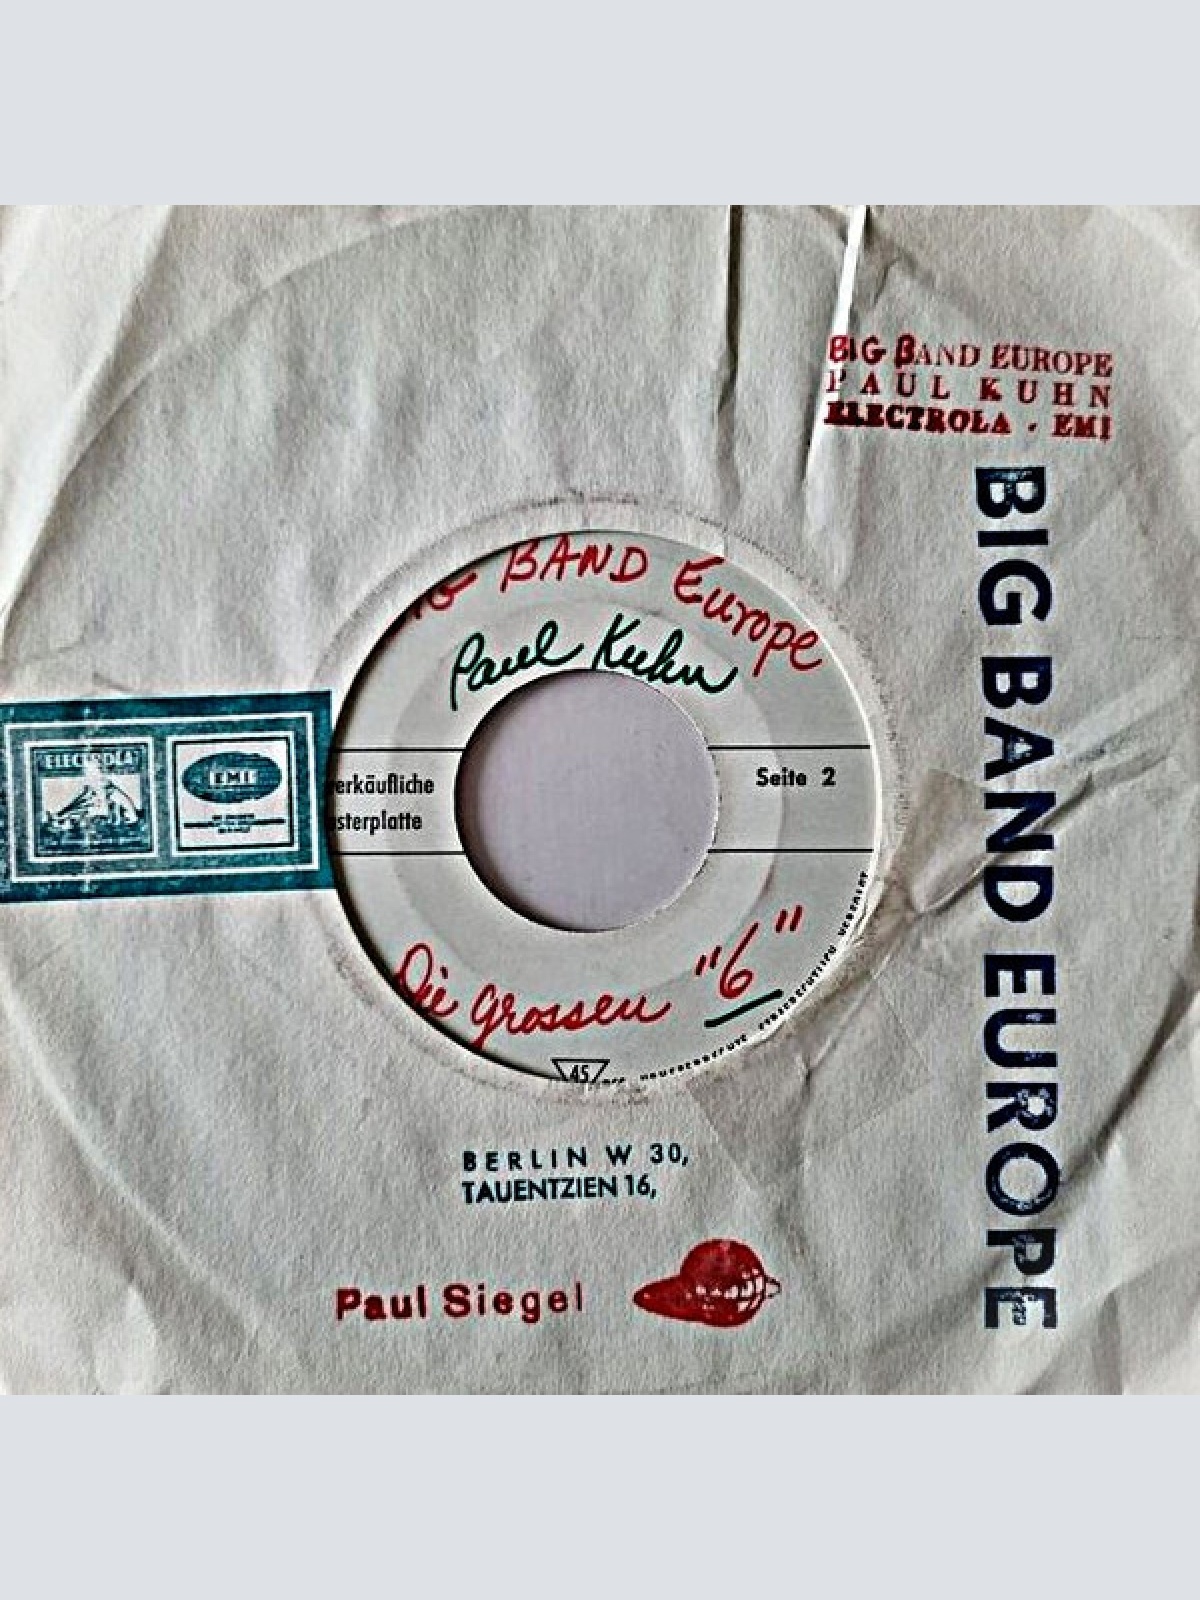 BIG BAND EUROPE
PAUL KUHN
ELECTROLA · EMI
BIG BAND EUROPE
BAND Europe
Paul Kuhn
ELECTROLA
EMI
erkäufliche
sterplatte
Seite 2
Die grossen "6"
45
BERLIN W 30,
TAUENTZIEN 16,
Paul Siegel